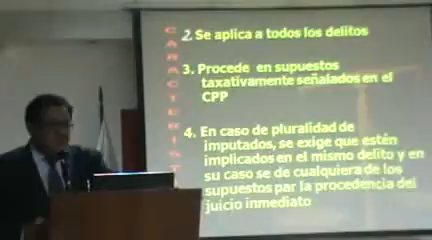 2. Se aplica a todos los delitos
3. Procede en supuestos
taxativamente señalados en el
CPP
4. En caso de pluralidad de
imputados, se exige que estén
implicados en el mismo delito y en
su caso se de cualquiera de los
supuestos par la procedencia del
juicio inmediato
CARACTERIST